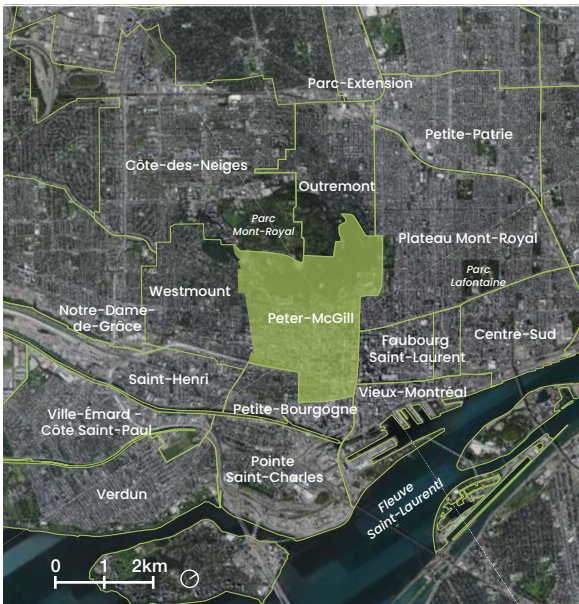 Parc-Extension
Petite-Patrie
Côte-des-Neiges
Outremont
Parc
Mont-Royal
Plateau Mont-Royal
Parc
Lafontaine
Westmount
Notre-Dame-
de-Grâce
Peter-McGill
Faubourg
Saint-Laurent
Centre-Sud
Saint-Henri
Vieux-Montréal
Petite-Bourgogne
Ville-Émard -
Côte Saint-Paul
Pointe
Saint-Charles
Verdun
Fleuve
Saint-Laurentl
0 1 2km